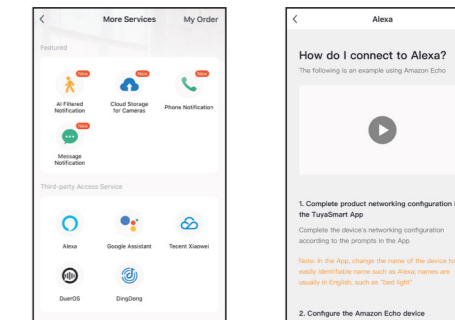 More Services
My Order
Featured
New
New
New
AI Filtered
Notification
Cloud Storage
for Cameras
Phone Notification
New
Message
Notification
Third-party Access Service
Alexa
Google Assistant
Tecent Xiaowei
DuerOS
DingDong
Alexa
How do I connect to Alexa?
The following is an example using Amazon Echo
1. Complete product networking configuration
the TuyaSmart App
Complete the device's networking configuration
according to the prompts in the App
Note: In the App, change the name of the device to
easily identifiable name such as Alexa; names are
usually in English, such as "bed light"
2. Configure the Amazon Echo device